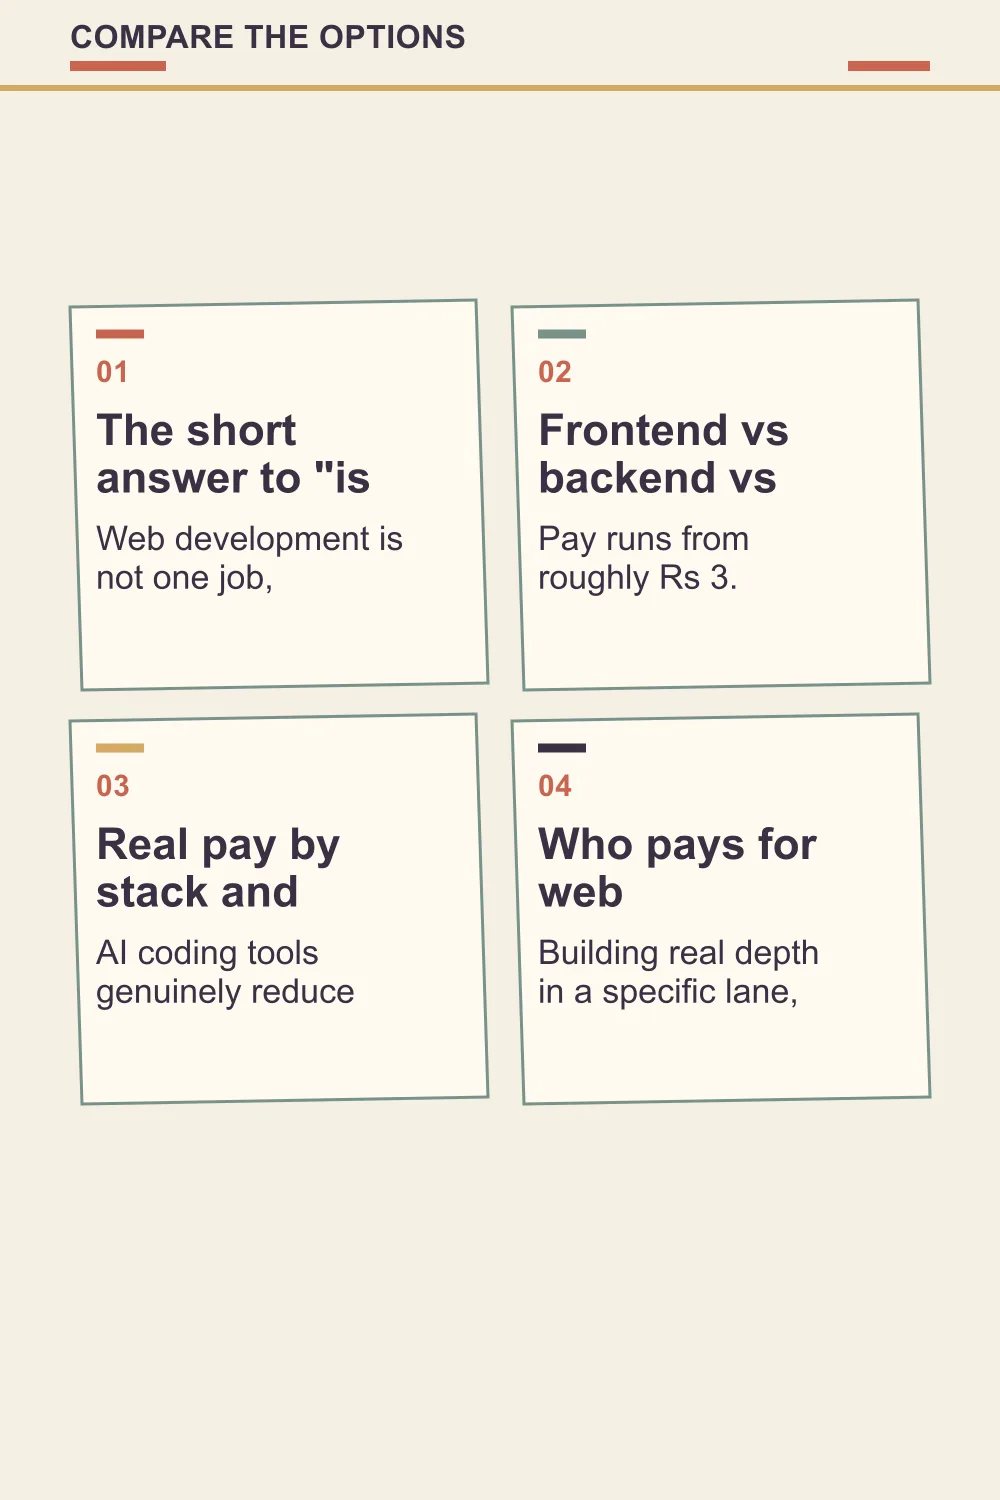 COMPARE THE OPTIONS
01
The short
answer to "is
Web development is
not one job,
02
Frontend vs
backend vs
Pay runs from
roughly Rs 3.
03
Real pay by
stack and
AI coding tools
genuinely reduce
04
Who pays for
web
Building real depth
in a specific lane,